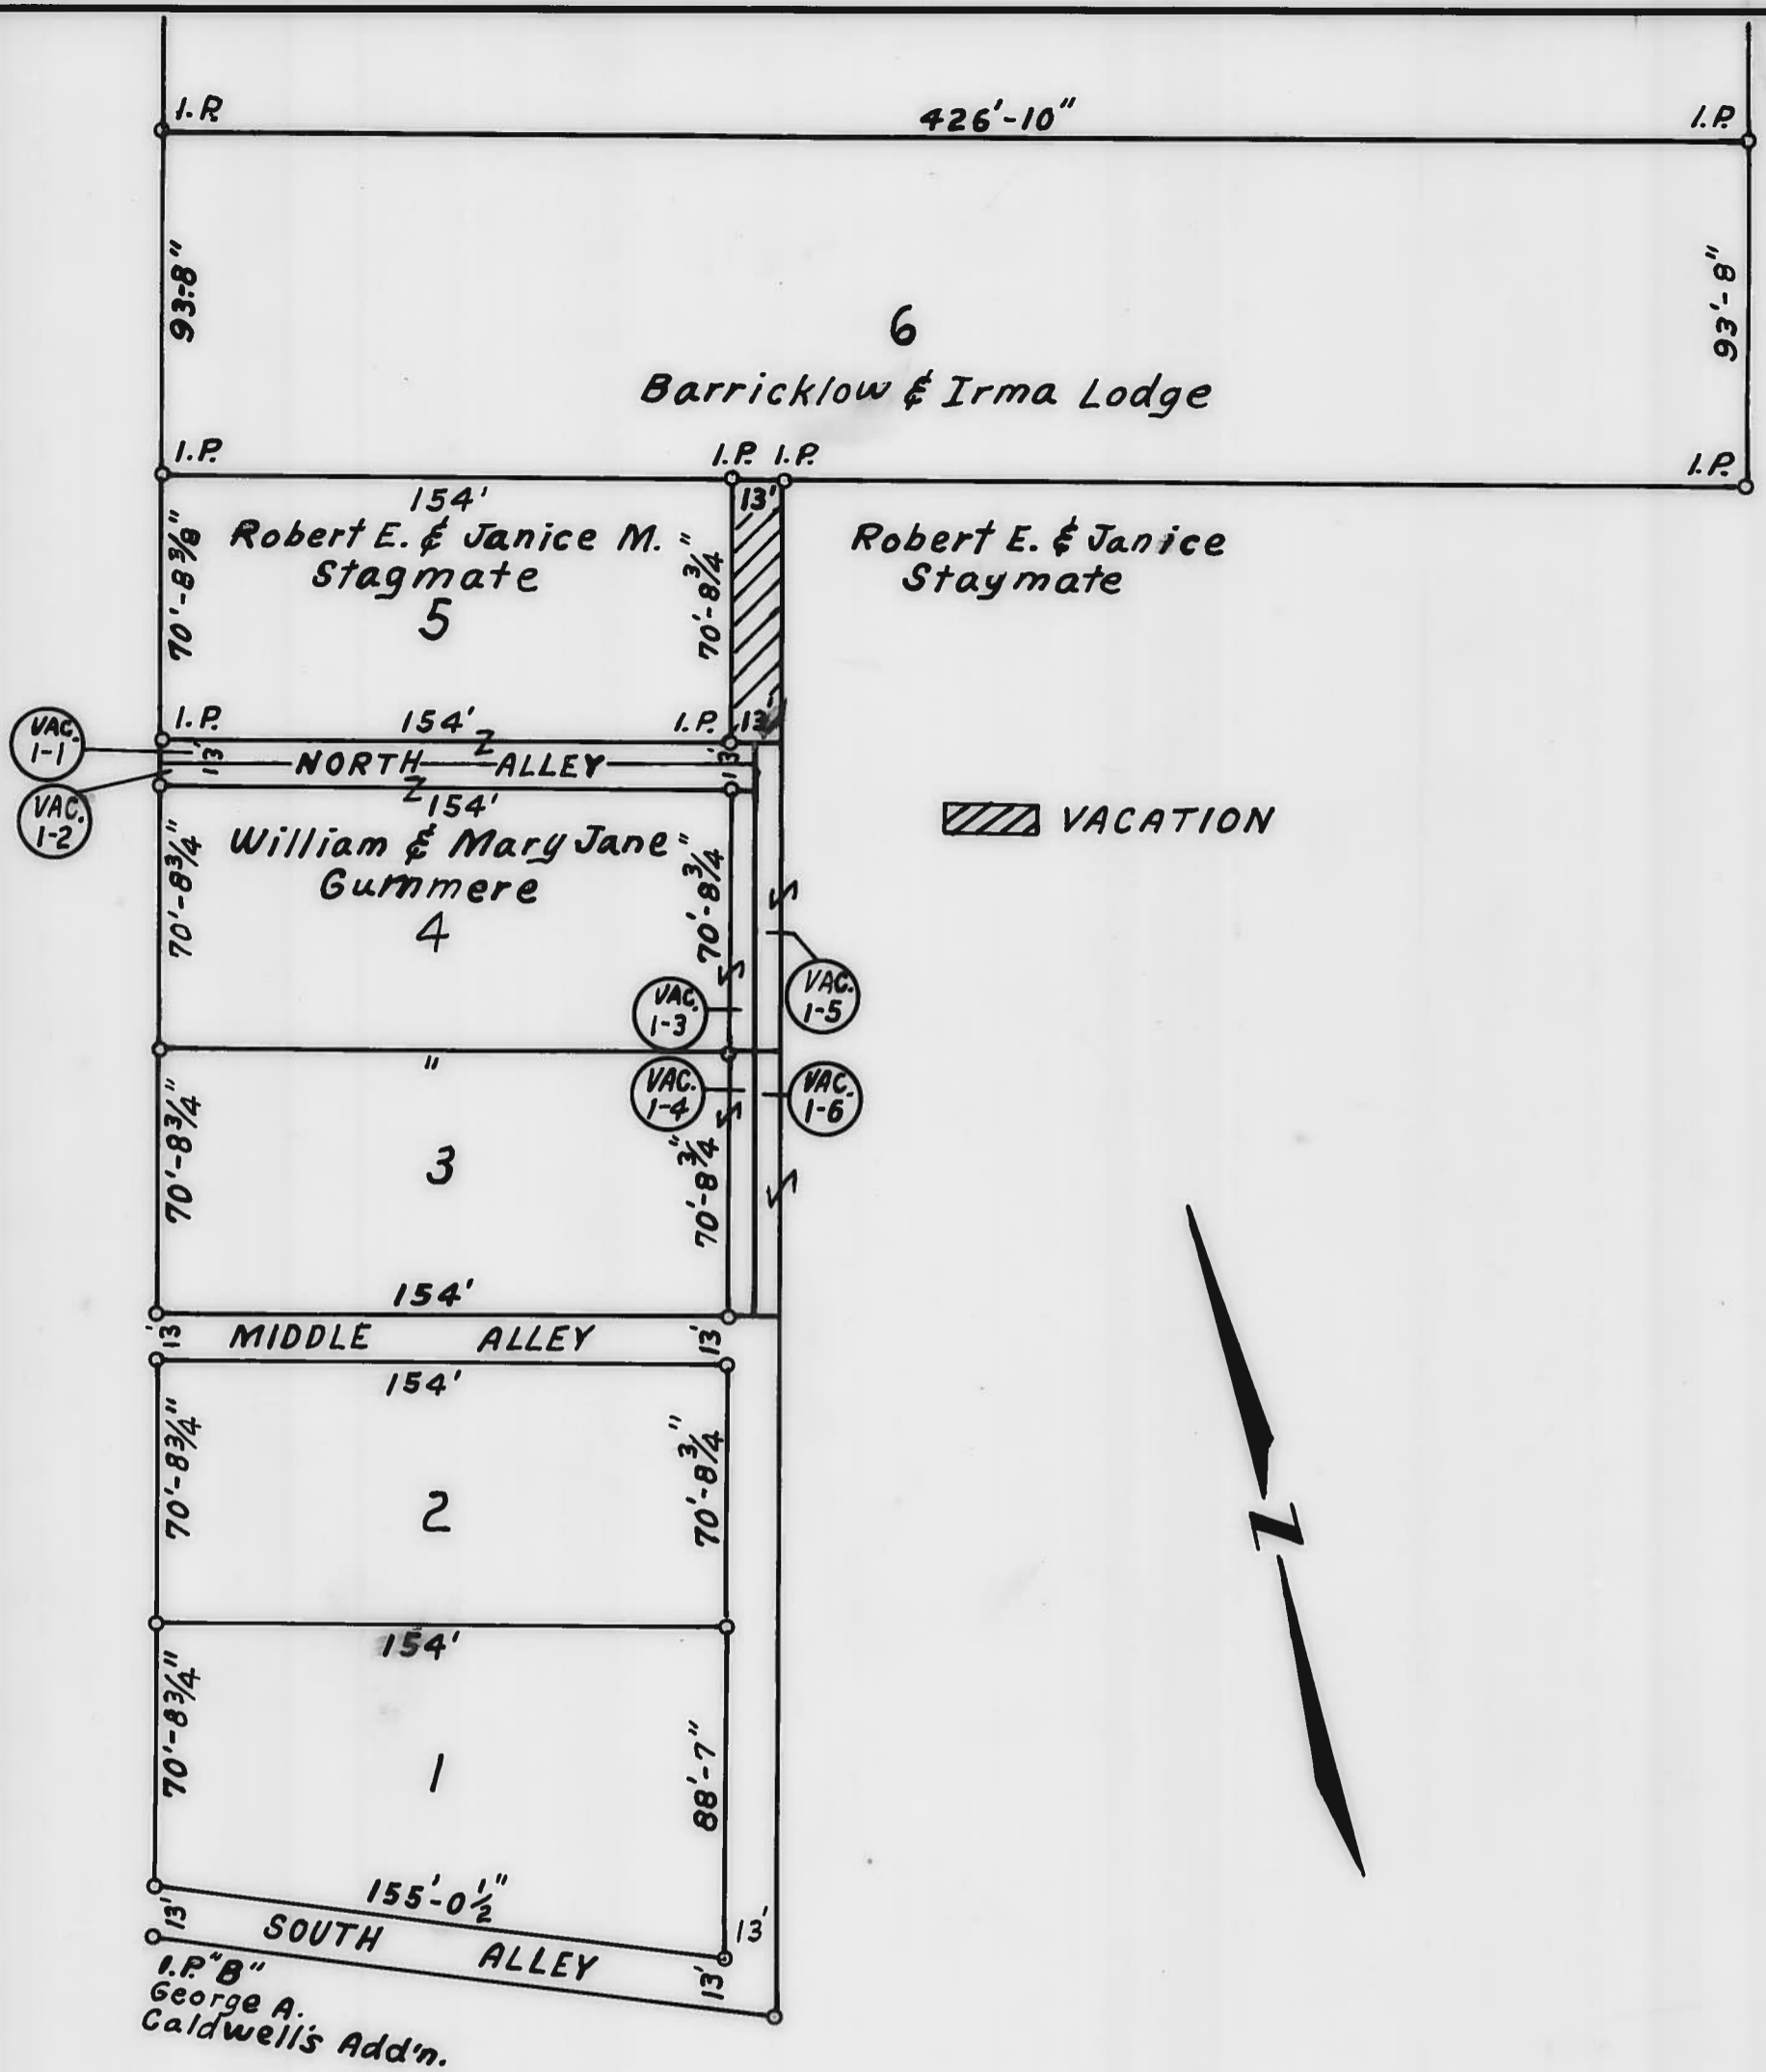 I.P.
426'-10"
I.P.
93'-8"
93'-8"
6
Barricklow & Irma Lodge
I.P.
I.P. I.P.
I.P.
154'
13'
Robert E. & Janice M.
Stagmate
5
70'-8 3/8"
70'-8 3/4"
Robert E. & Janice
Staymate
I.P.
154'
I.P.
13'
VAC.
1-1
13'
NORTH ALLEY
13'
VAC.
1-2
154'
VACATION
William & Mary Jane
Gummere
4
70'-8 3/4"
70'-8 3/4"
VAC.
1-3
VAC.
1-5
"
VAC.
1-4
VAC.
1-6
70'-8 3/4"
3
70'-8 3/4"
154'
13'
MIDDLE ALLEY
13'
154'
70'-8 3/4"
2
70'-8 3/4"
Z
154'
70'-8 3/4"
1
88'-7"
155'-0 1/2"
13'
13'
SOUTH ALLEY
13'
I.P. "B"
George A.
Caldwell's Add'n.